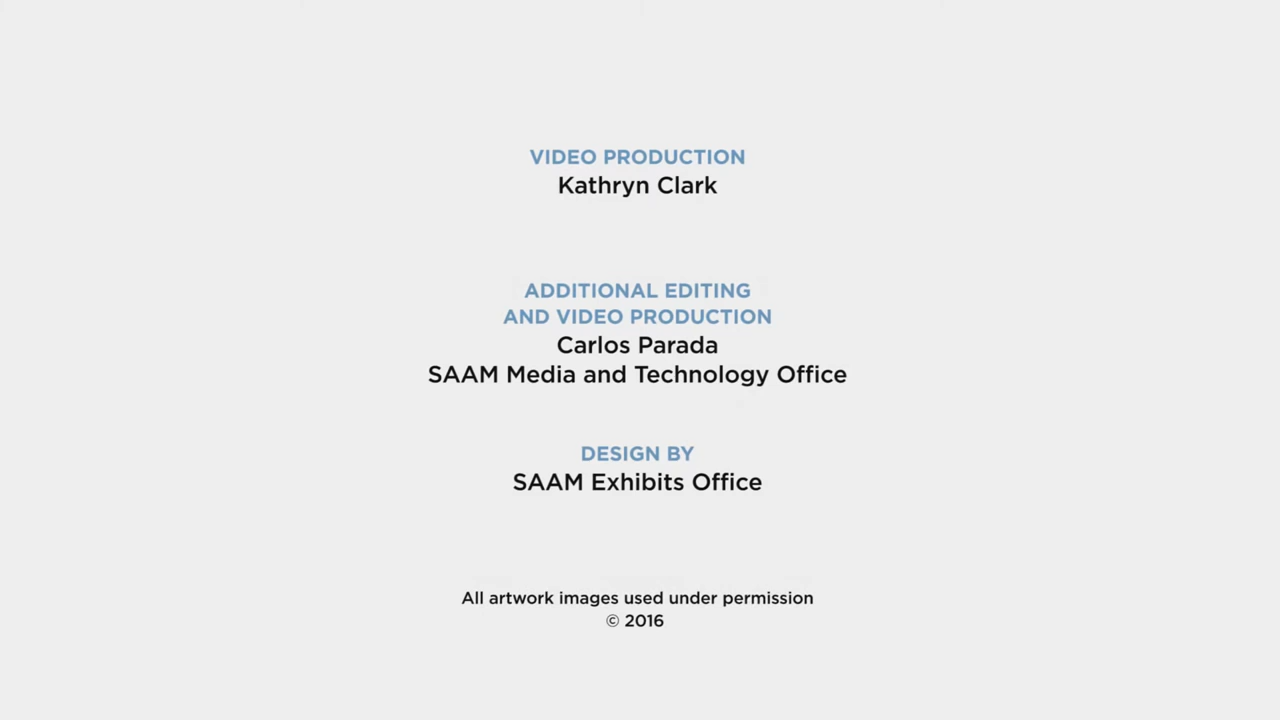 VIDEO PRODUCTION
Kathryn Clark
ADDITIONAL EDITING
AND VIDEO PRODUCTION
Carlos Parada
SAAM Media and Technology Office
DESIGN BY
SAAM Exhibits Office
All artwork images used under permission
© 2016